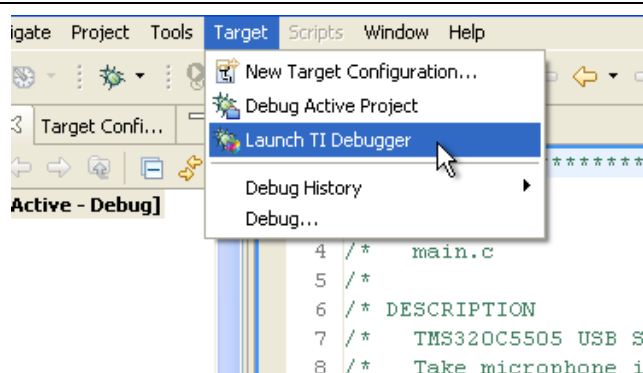 igate Project Tools Target Scripts Window Help
New Target Configuration...
Debug Active Project
Target Confi...
Launch TI Debugger
********
Debug History
Active - Debug]
Debug...
4 /* main.c
5 /*
6 /* DESCRIPTION
7 /* TMS320C5505 USB S
8 /* Take microphone i